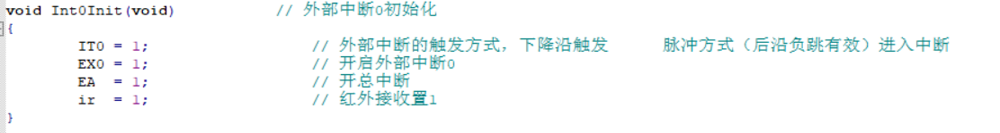 void Int0Init(void) // 外部中断0初始化
{
IT0 = 1; // 外部中断的触发方式，下降沿触发 脉冲方式（后沿负跳有效）进入中断
EX0 = 1; // 开启外部中断0
EA = 1; // 开总中断
ir = 1; // 红外接收置1
}